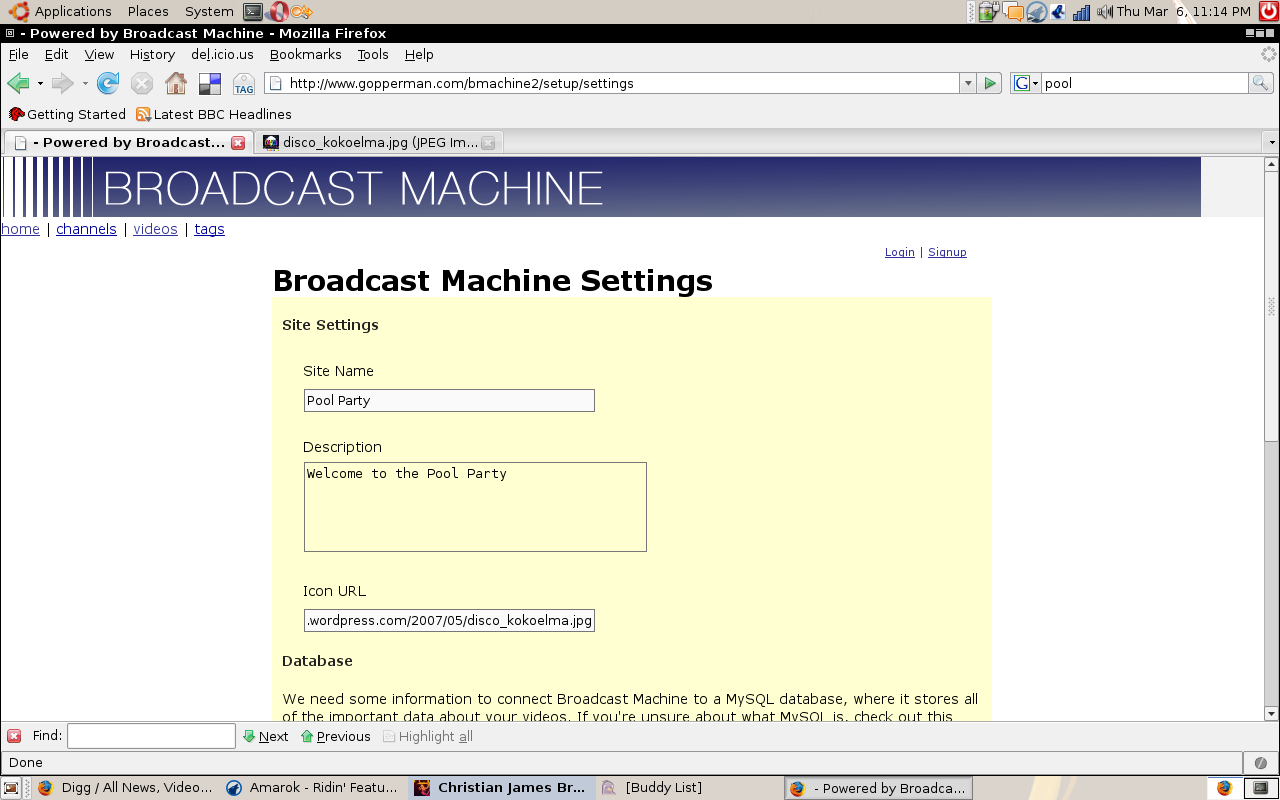 Applications Places System Thu Mar 6, 11:14 PM
- Powered by Broadcast Machine - Mozilla Firefox
File Edit View History del.icio.us Bookmarks Tools Help
TAG http://www.gopperman.com/bmachine2/setup/settings G pool
Getting Started Latest BBC Headlines
- Powered by Broadcast... disco_kokoelma.jpg (JPEG Im...
BROADCAST MACHINE
home | channels | videos | tags
Login | Signup
Broadcast Machine Settings
Site Settings
Site Name
Pool Party
Description
Welcome to the Pool Party
Icon URL
.wordpress.com/2007/05/disco_kokoelma.jpg
Database
We need some information to connect Broadcast Machine to a MySQL database, where it stores all
of the important data about your videos. If you're unsure about what MySQL is, check out this
Find: Next Previous Highlight all
Done
Digg / All News, Video... Amarok - Ridin' Featu... Christian James Br... [Buddy List] - Powered by Broadca...